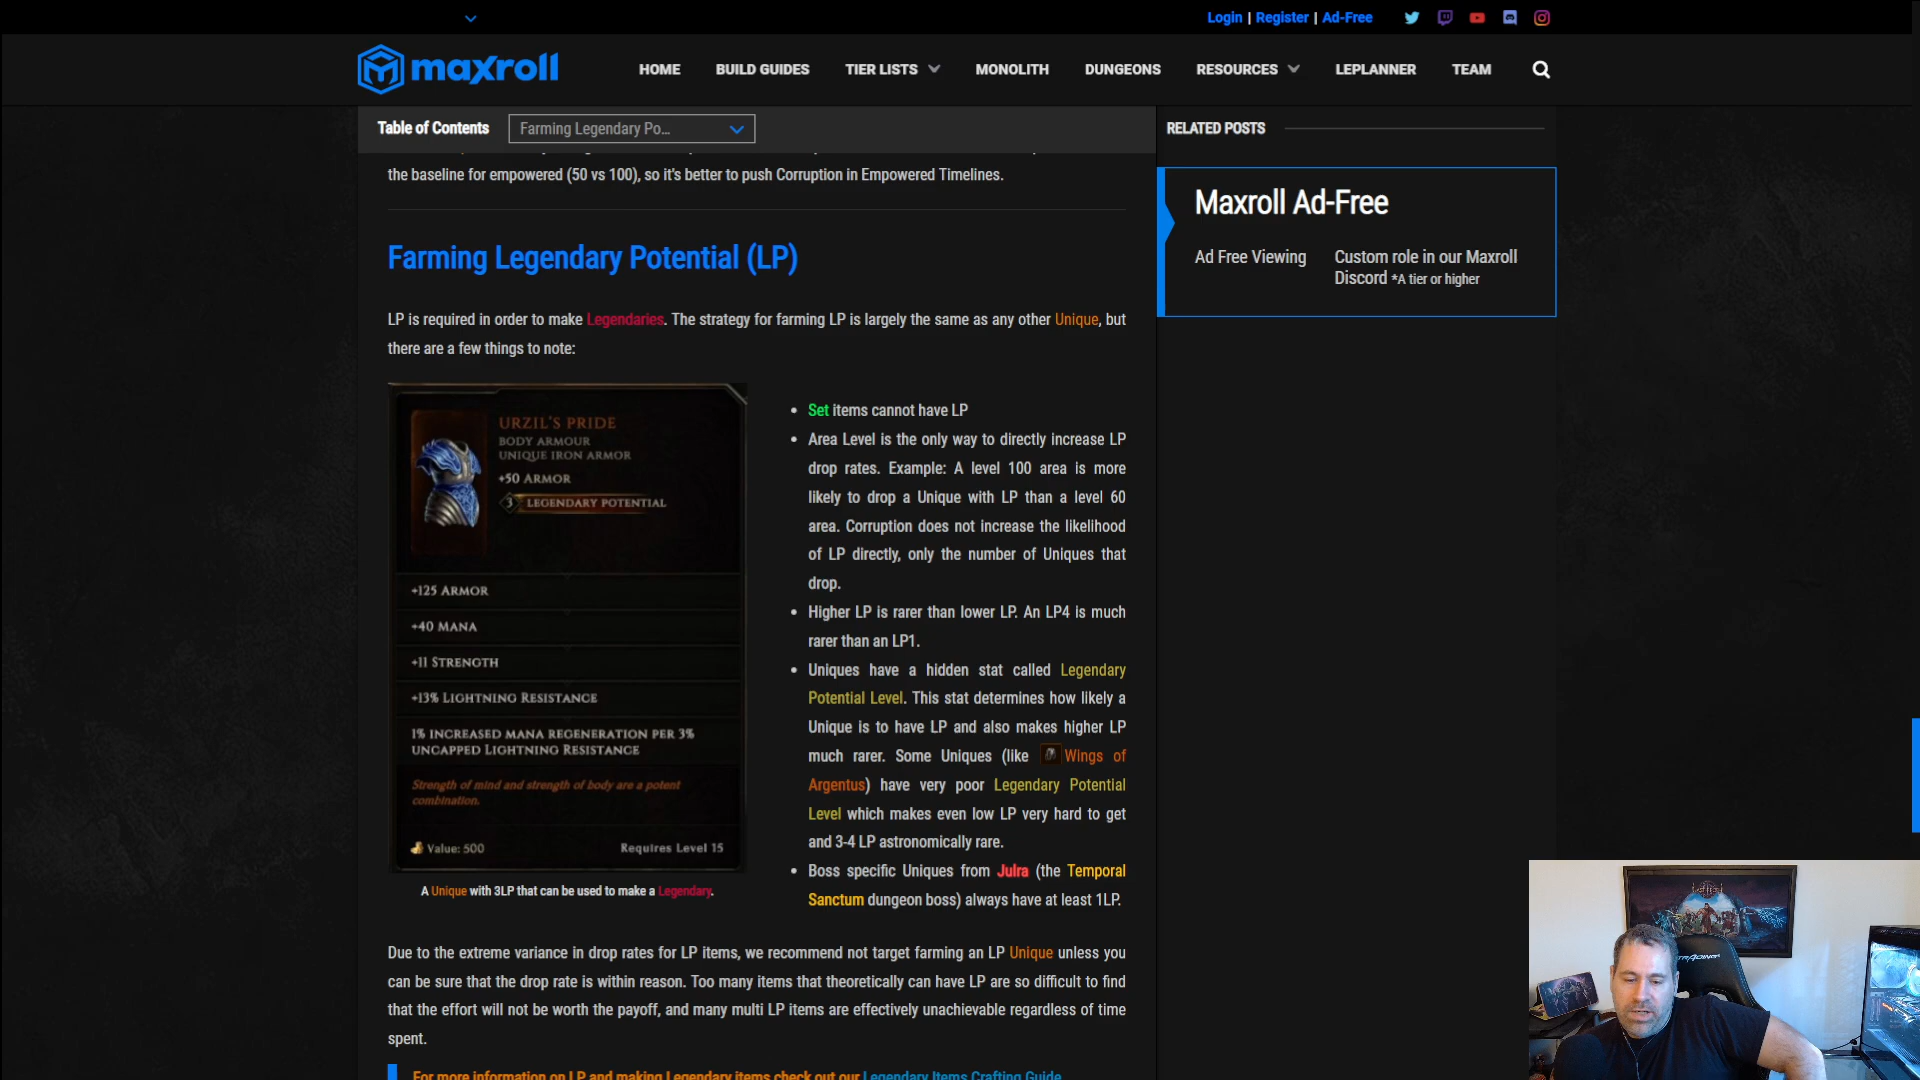 Login | Register | Ad-Free
maxroll
HOME BUILD GUIDES TIER LISTS MONOLITH DUNGEONS RESOURCES LEPLANNER TEAM
Table of Contents Farming Legendary Po...
the baseline for empowered (50 vs 100), so it's better to push Corruption in Empowered Timelines.
Farming Legendary Potential (LP)
LP is required in order to make Legendaries. The strategy for farming LP is largely the same as any other Unique, but
there are a few things to note:
URZIL'S PRIDE
BODY ARMOUR
UNIQUE IRON ARMOR
+50 ARMOR
3 LEGENDARY POTENTIAL
+125 ARMOR
+40 MANA
+11 STRENGTH
+13% LIGHTNING RESISTANCE
1% INCREASED MANA REGENERATION PER 3%
UNCAPPED LIGHTNING RESISTANCE
Strength of mind and strength of body are a potent
combination.
Value: 500 Requires Level 15
A Unique with 3LP that can be used to make a Legendary.
• Set items cannot have LP
• Area Level is the only way to directly increase LP
drop rates. Example: A level 100 area is more
likely to drop a Unique with LP than a level 60
area. Corruption does not increase the likelihood
of LP directly, only the number of Uniques that
drop.
• Higher LP is rarer than lower LP. An LP4 is much
rarer than an LP1.
• Uniques have a hidden stat called Legendary
Potential Level. This stat determines how likely a
Unique is to have LP and also makes higher LP
much rarer. Some Uniques (like Wings of
Argentus) have very poor Legendary Potential
Level which makes even low LP very hard to get
and 3-4 LP astronomically rare.
• Boss specific Uniques from Julra (the Temporal
Sanctum dungeon boss) always have at least 1LP.
Due to the extreme variance in drop rates for LP items, we recommend not target farming an LP Unique unless you
can be sure that the drop rate is within reason. Too many items that theoretically can have LP are so difficult to find
that the effort will not be worth the payoff, and many multi LP items are effectively unachievable regardless of time
spent.
For more information on LP and making Legendary items check out our Legendary Items Crafting Guide
RELATED POSTS
Maxroll Ad-Free
Ad Free Viewing
Custom role in our Maxroll
Discord *A tier or higher